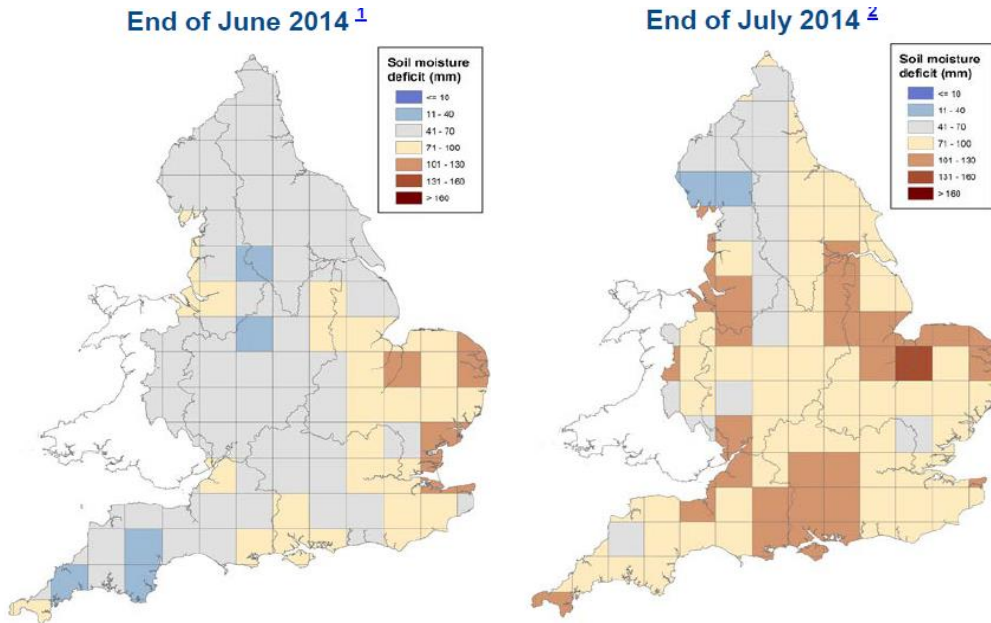 End of June 2014 1
Soil moisture
deficit (mm)
<= 10
11 - 40
41 - 70
71 - 100
101 - 130
131 - 160
> 160
End of July 2014 2
Soil moisture
deficit (mm)
<= 10
11 - 40
41 - 70
71 - 100
101 - 130
131 - 160
> 160